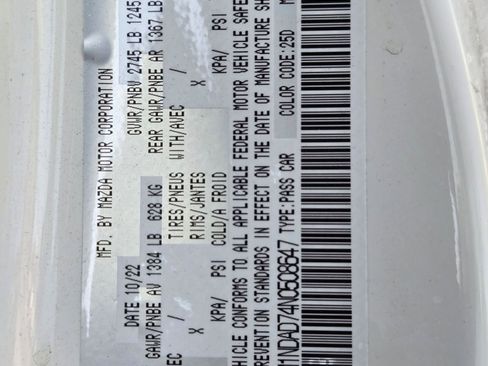 MFD. BY MAZDA MOTOR CORPORATION
DATE 10/22 GVWR/PNBV 2745 LB 1245
GAWR/PNBE AV 1384 LB 628 KG REAR GAWR/PNBE AR 1367 LB
EC / TIRES/PNEUS WITH/AVEC /
X RIMS/JANTES X
KPA/ PSI COLD/A FROID KPA/ PSI
EHICLE CONFORMS TO ALL APPLICABLE FEDERAL MOTOR VEHICLE SAFE
EVENTION STANDARDS IN EFFECT ON THE DATE OF MANUFACTURE SH
1NDAD74N0508647 TYPE:PASS CAR COLOR CODE:25D